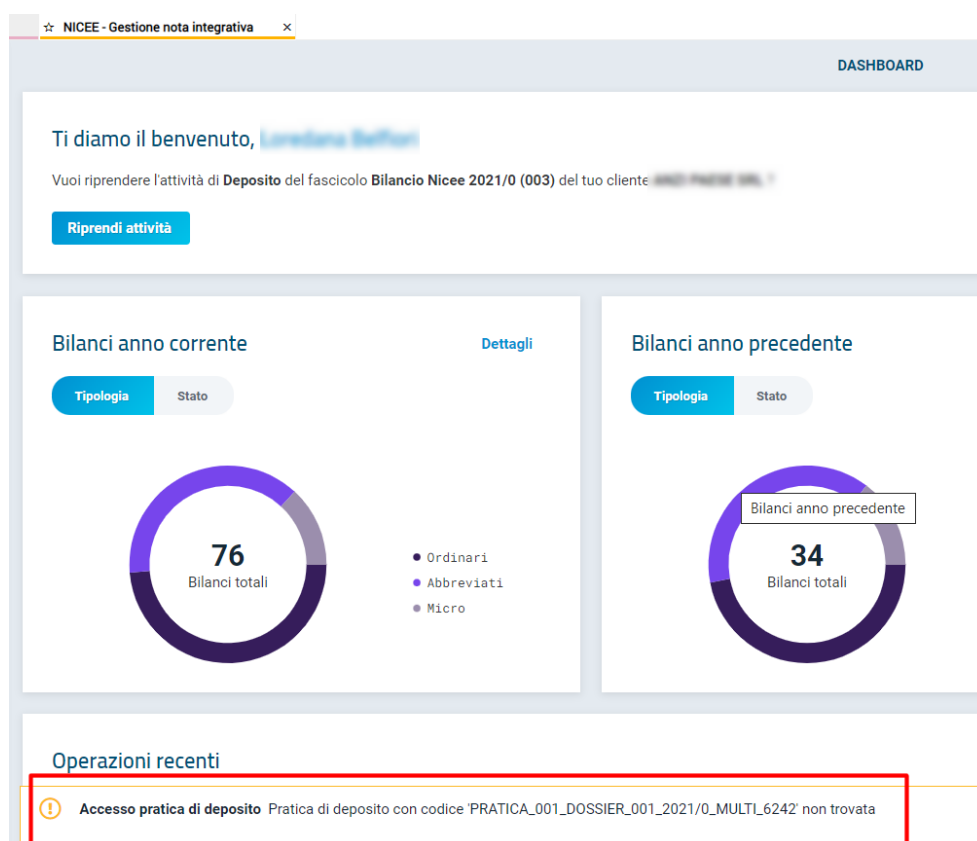 ☆ NICEE - Gestione nota integrativa ×
DASHBOARD
Ti diamo il benvenuto,
Vuoi riprendere l'attività di Deposito del fascicolo Bilancio Nicee 2021/0 (003) del tuo cliente
Riprendi attività
Bilanci anno corrente
Dettagli
Tipologia
Stato
76
Bilanci totali
Ordinari
Abbreviati
Micro
Bilanci anno precedente
Tipologia
Stato
Bilanci anno precedente
34
Bilanci totali
Operazioni recenti
Accesso pratica di deposito Pratica di deposito con codice 'PRATICA_001_DOSSIER_001_2021/0_MULTI_6242' non trovata